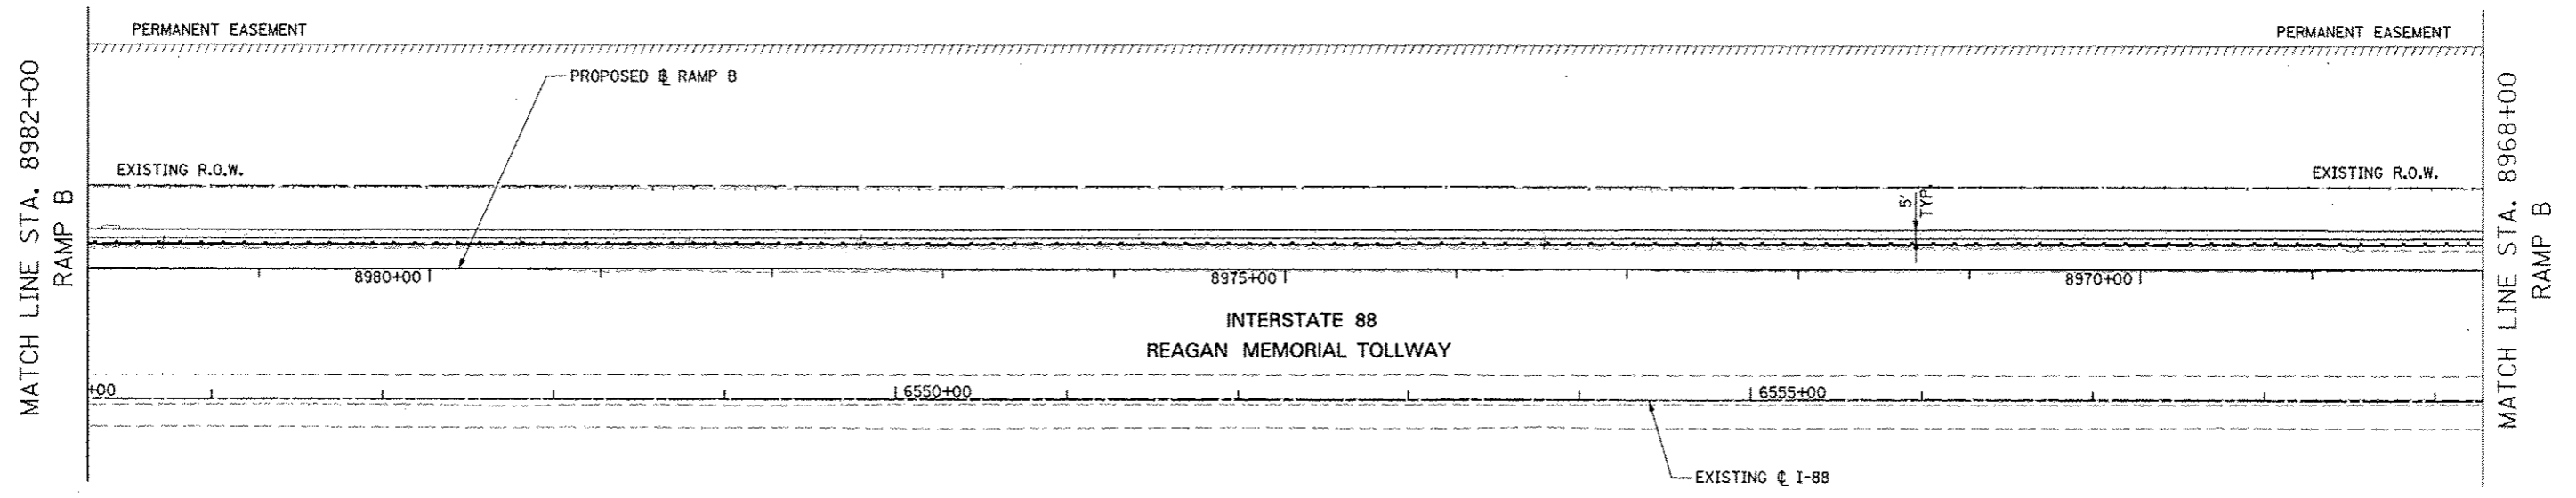 PERMANENT EASEMENT
PERMANENT EASEMENT
PROPOSED ℄ RAMP B
MATCH LINE STA. 8982+00
RAMP B
EXISTING R.O.W.
EXISTING R.O.W.
5'
TYP
8980+00
8975+00
8970+00
MATCH LINE STA. 8968+00
RAMP B
INTERSTATE 88
REAGAN MEMORIAL TOLLWAY
+00
6550+00
6555+00
EXISTING ℄ I-88